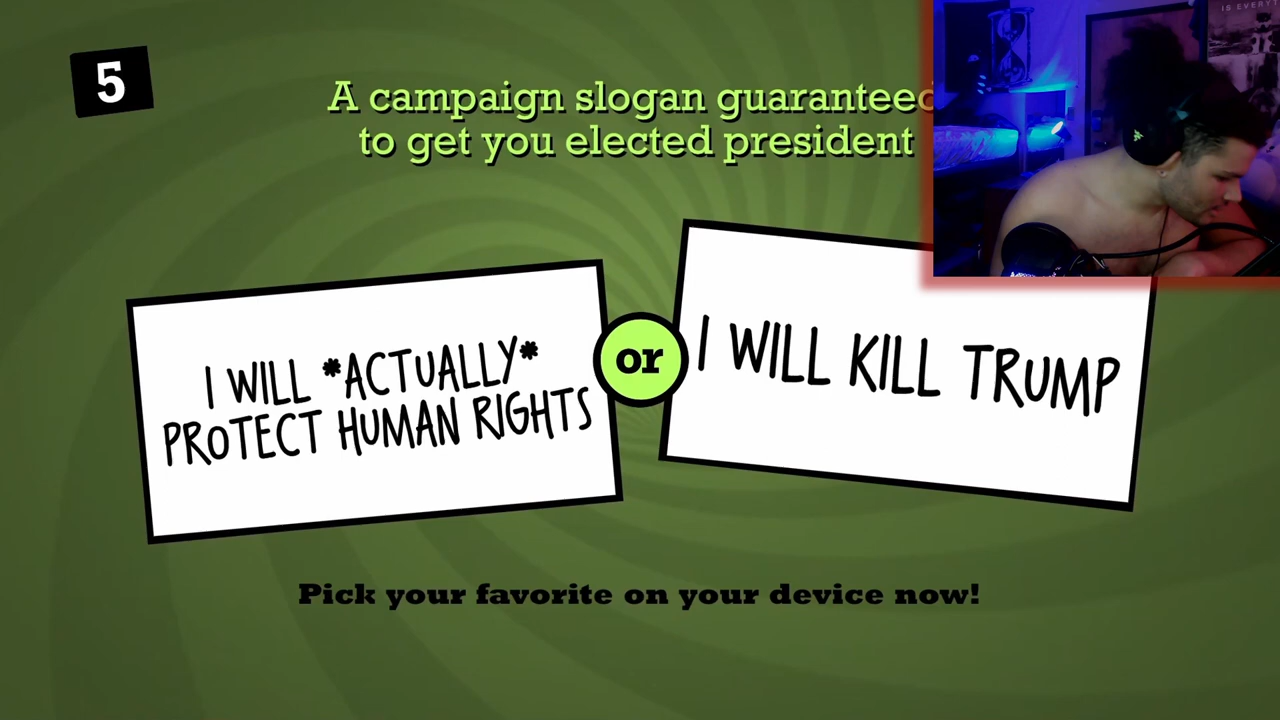 5
A campaign slogan guaranteed
to get you elected president
I WILL *ACTUALLY*
PROTECT HUMAN RIGHTS
or
I WILL KILL TRUMP
Pick your favorite on your device now!
IS EVERYT